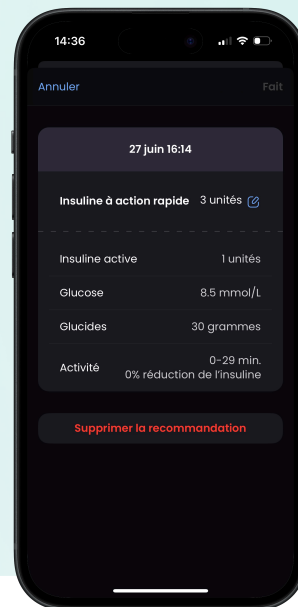 14:36
Annuler Fait
27 juin 16:14
Insuline à action rapide 3 unités
Insuline active 1 unités
Glucose 8.5 mmol/L
Glucides 30 grammes
Activité 0-29 min.
0% réduction de l'insuline
Supprimer la recommandation